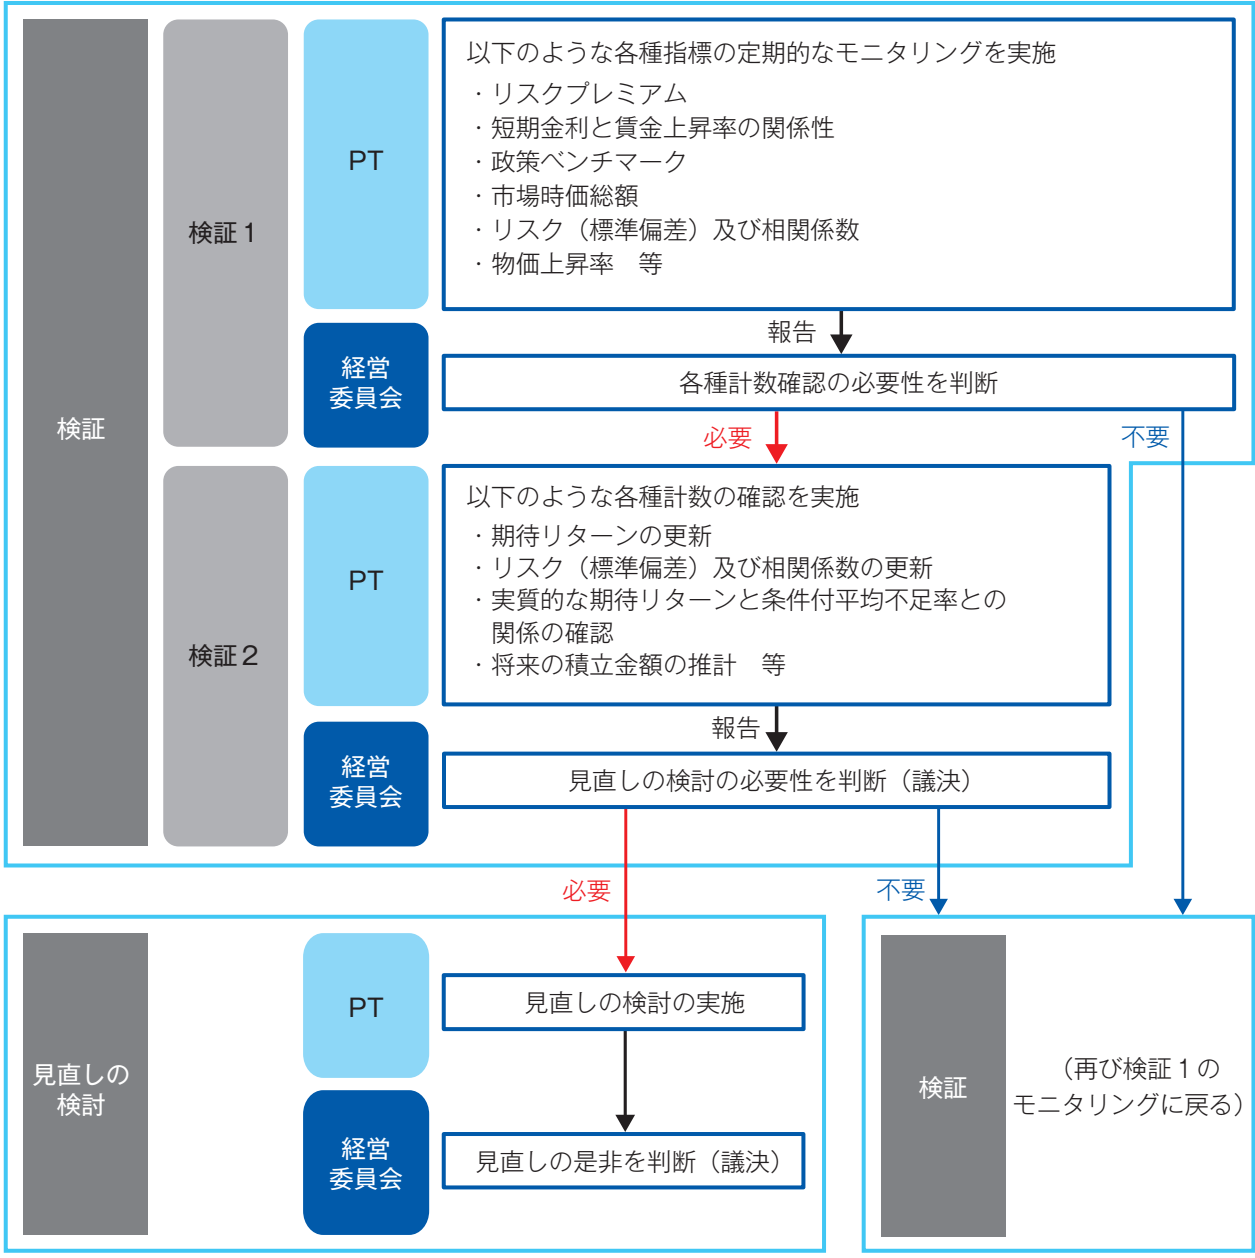 検証
検証1
PT
以下のような各種指標の定期的なモニタリングを実施
・リスクプレミアム
・短期金利と賃金上昇率の関係性
・政策ベンチマーク
・市場時価総額
・リスク（標準偏差）及び相関係数
・物価上昇率　等
報告
経営
委員会
各種計数確認の必要性を判断
必要
不要
検証2
PT
以下のような各種計数の確認を実施
・期待リターンの更新
・リスク（標準偏差）及び相関係数の更新
・実質的な期待リターンと条件付平均不足率との
関係の確認
・将来の積立金額の推計　等
報告
経営
委員会
見直しの検討の必要性を判断（議決）
必要
不要
見直しの
検討
PT
見直しの検討の実施
経営
委員会
見直しの是非を判断（議決）
検証
（再び検証1の
モニタリングに戻る）